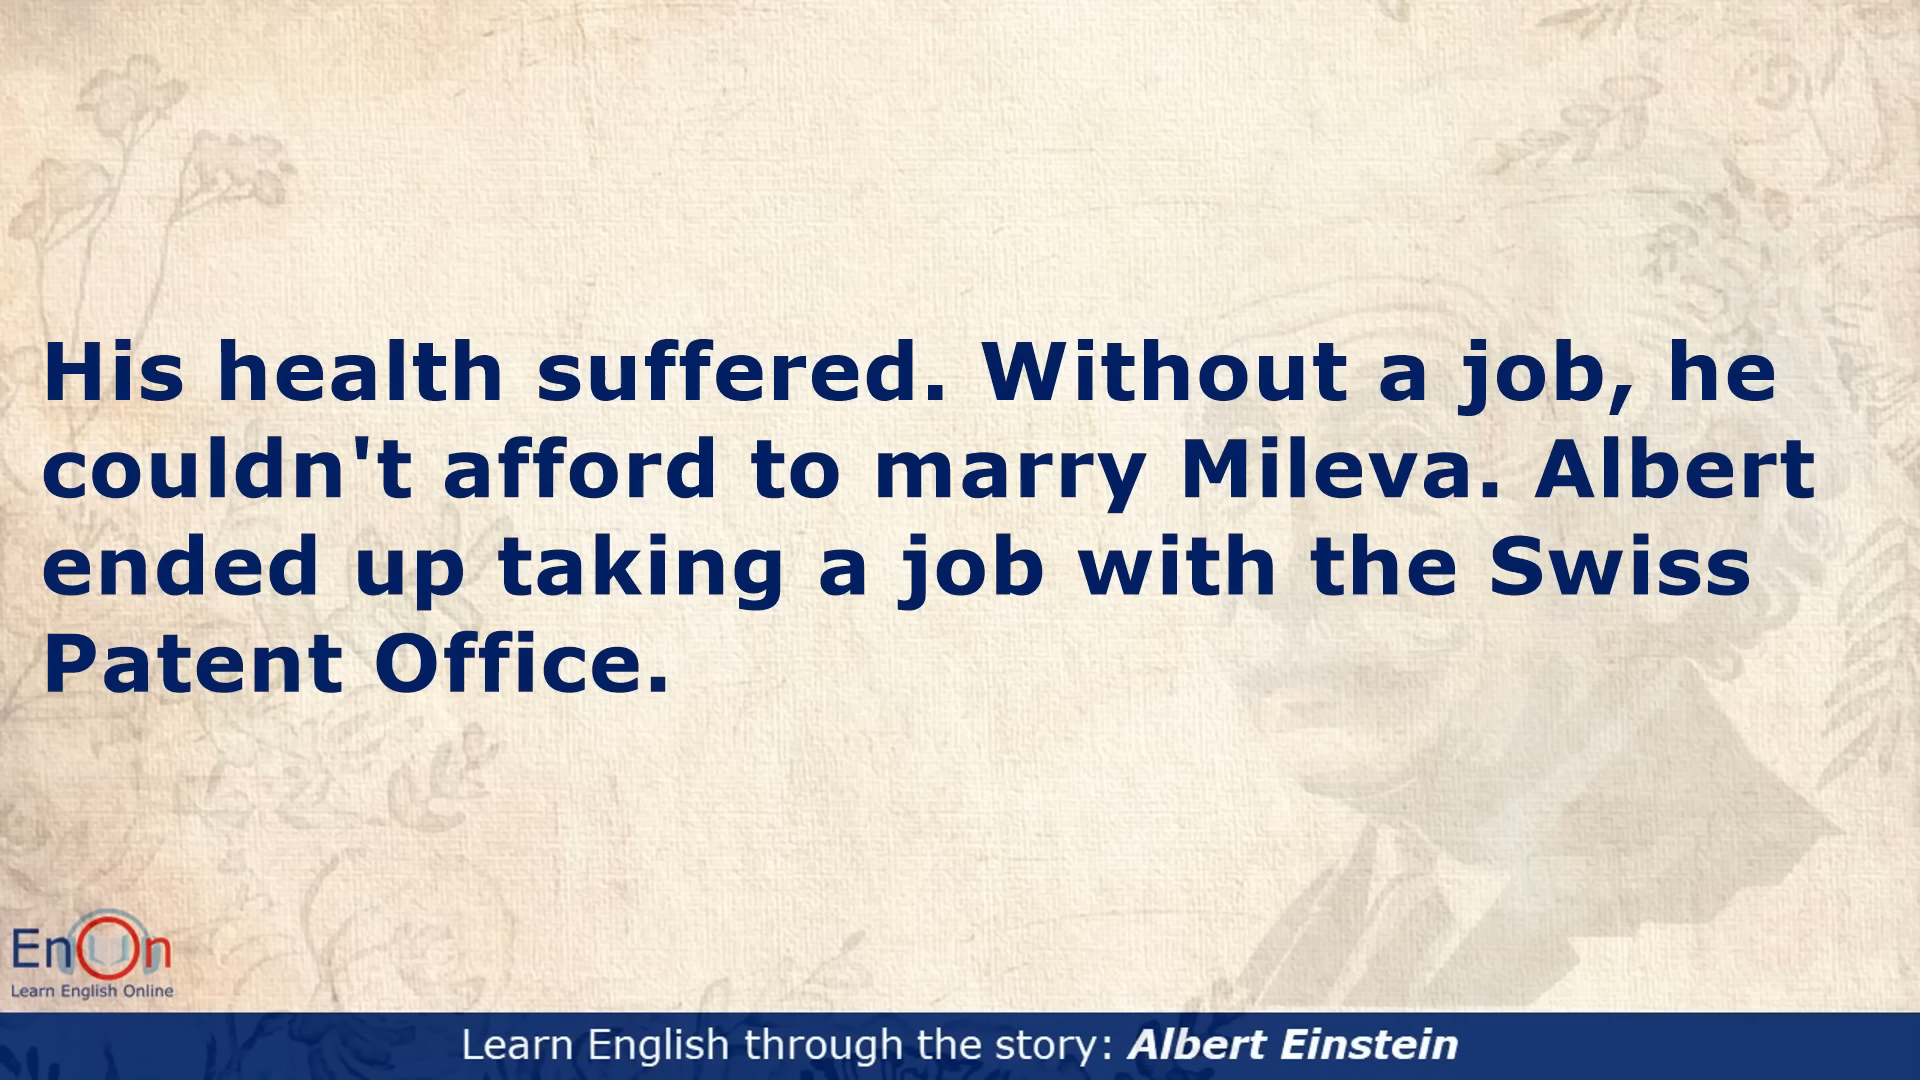 His health suffered. Without a job, he
couldn't afford to marry Mileva. Albert
ended up taking a job with the Swiss
Patent Office.
EnOn
Learn English Online
Learn English through the story: Albert Einstein